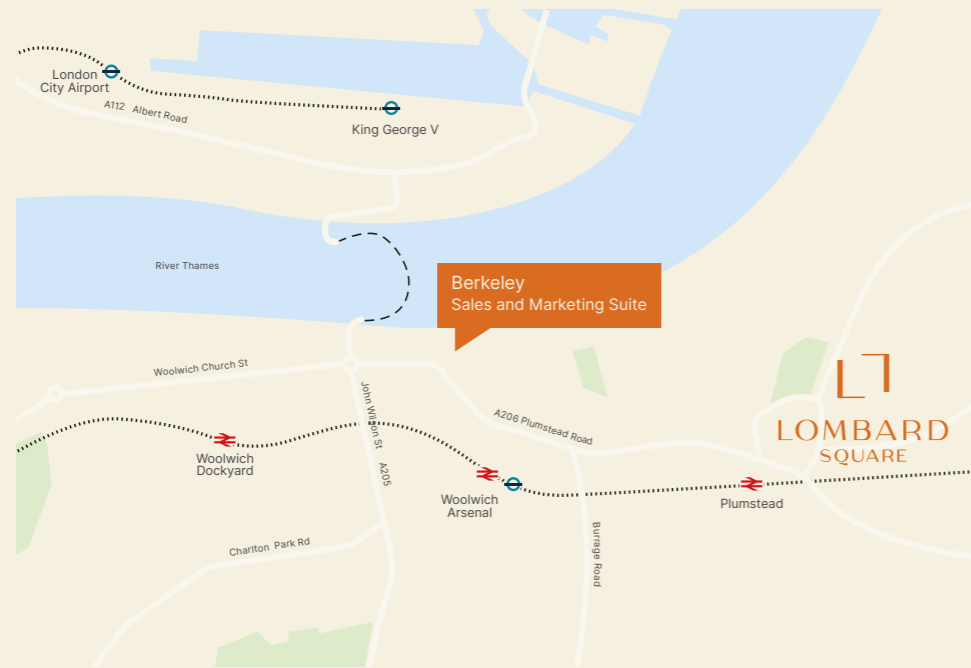 London
City Airport
A112 Albert Road
King George V
River Thames
Berkeley
Sales and Marketing Suite
Woolwich Church St
John Wilson St
A205
A206 Plumstead Road
LOMBARD
SQUARE
Woolwich
Dockyard
Woolwich
Arsenal
Plumstead
Charlton Park Rd
Burrage Road